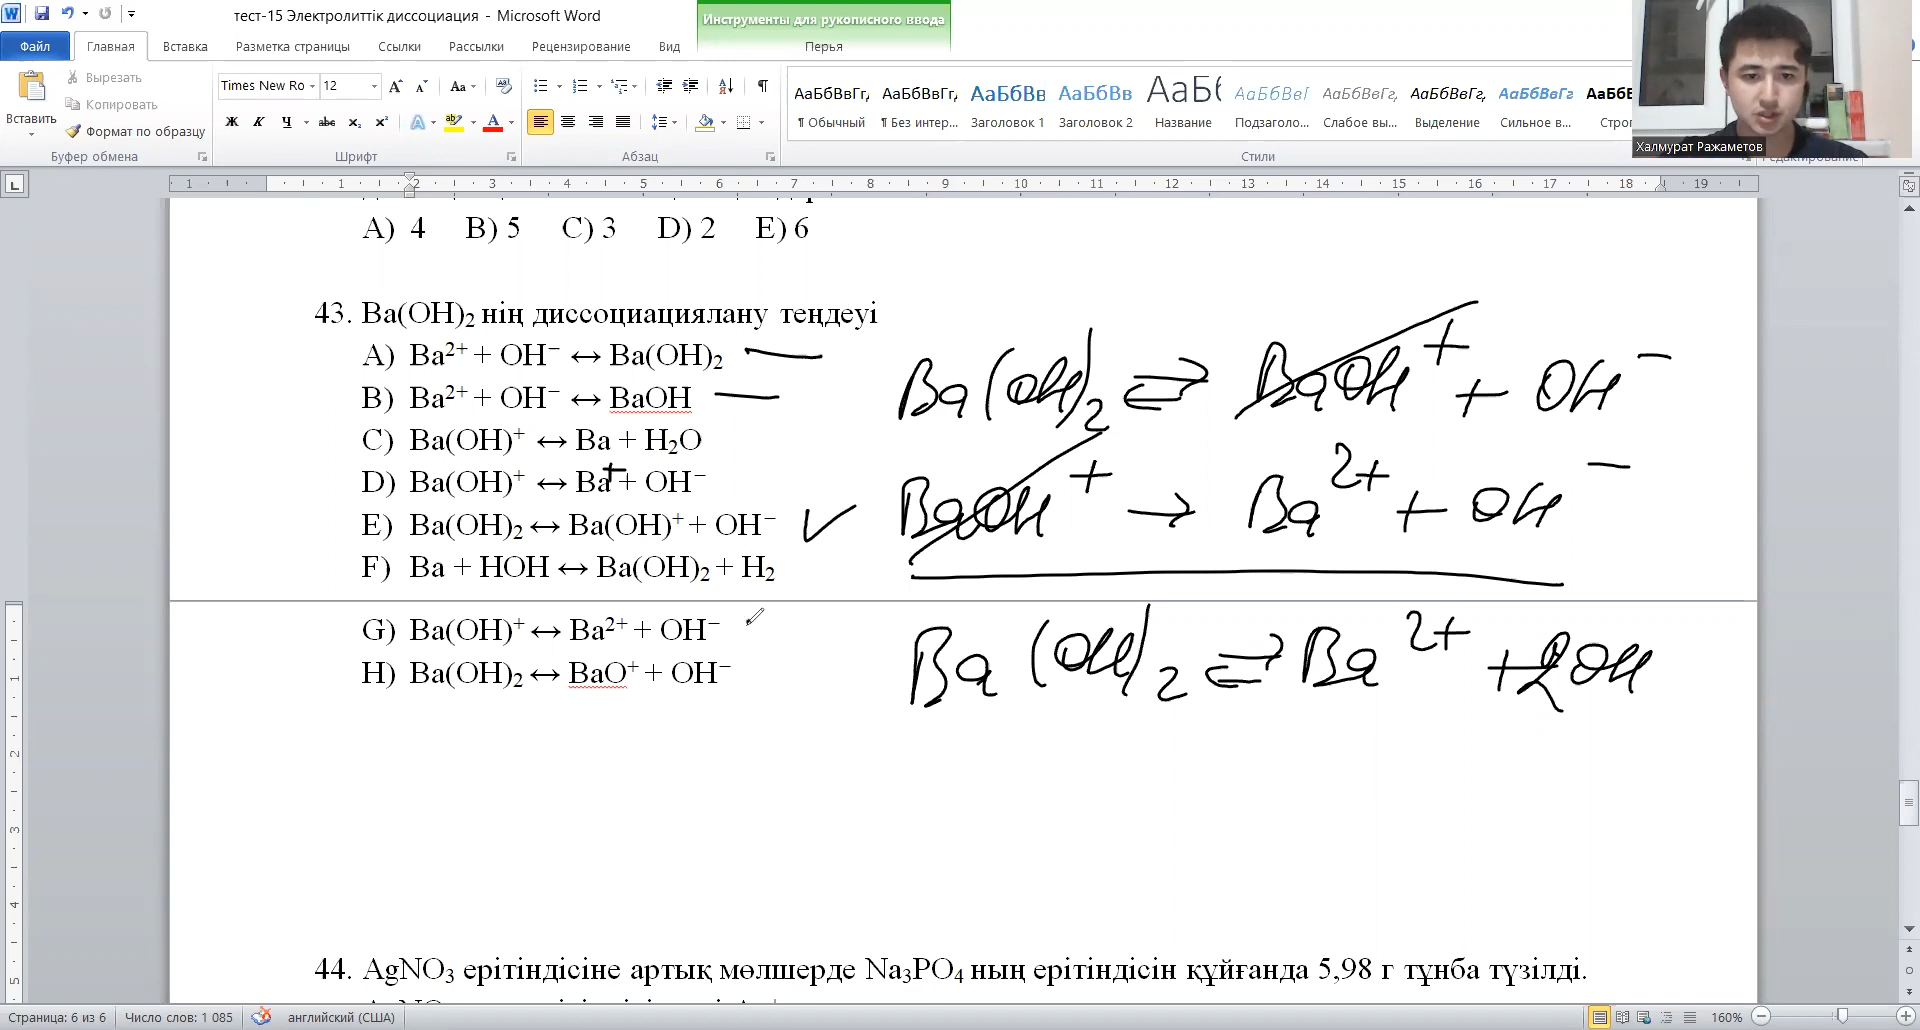 тест-15 Электролиттік диссоциация - Microsoft Word
Инструменты для рукописного ввода
Файл Главная Вставка Разметка страницы Ссылки Рассылки Рецензирование Вид Перья
Вставить
Вырезать
Копировать
Формат по образцу
Буфер обмена
Times New Ro 12
Шрифт
Абзац
АаБбВвГг, АаБбВвГг, АаБбВв АаБбВв АаБб АаБбВвГ АаБбВвГг, АаБбВвГг, АаБбВвГг АаБб
¶ Обычный ¶ Без интер... Заголовок 1 Заголовок 2 Название Подзаголо... Слабое вы... Выделение Сильное в... Строг
Стили
Халмурат Ражаметов
A) 4 B) 5 C) 3 D) 2 E) 6
43. Ba(OH)₂ нің диссоциациялану теңдеуі
A) Ba²⁺ + OH⁻ ↔ Ba(OH)₂
B) Ba²⁺ + OH⁻ ↔ BaOH
C) Ba(OH)⁺ ↔ Ba + H₂O
D) Ba(OH)⁺ ↔ Ba⁺ + OH⁻
E) Ba(OH)₂ ↔ Ba(OH)⁺ + OH⁻
F) Ba + HOH ↔ Ba(OH)₂ + H₂
G) Ba(OH)⁺ ↔ Ba²⁺ + OH⁻
H) Ba(OH)₂ ↔ BaO⁺ + OH⁻
Ba(OH)₂ ⇄ BaOH⁺ + OH⁻
BaOH⁺ → Ba²⁺ + OH⁻
Ba(OH)₂ ⇄ Ba²⁺ + 2OH
44. AgNO₃ ерітіндісіне артық мөлшерде Na₃PO₄ ның ерітіндісін құйғанда 5,98 г тұнба түзілді.
Страница: 6 из 6 Число слов: 1 085 английский (США) 160%